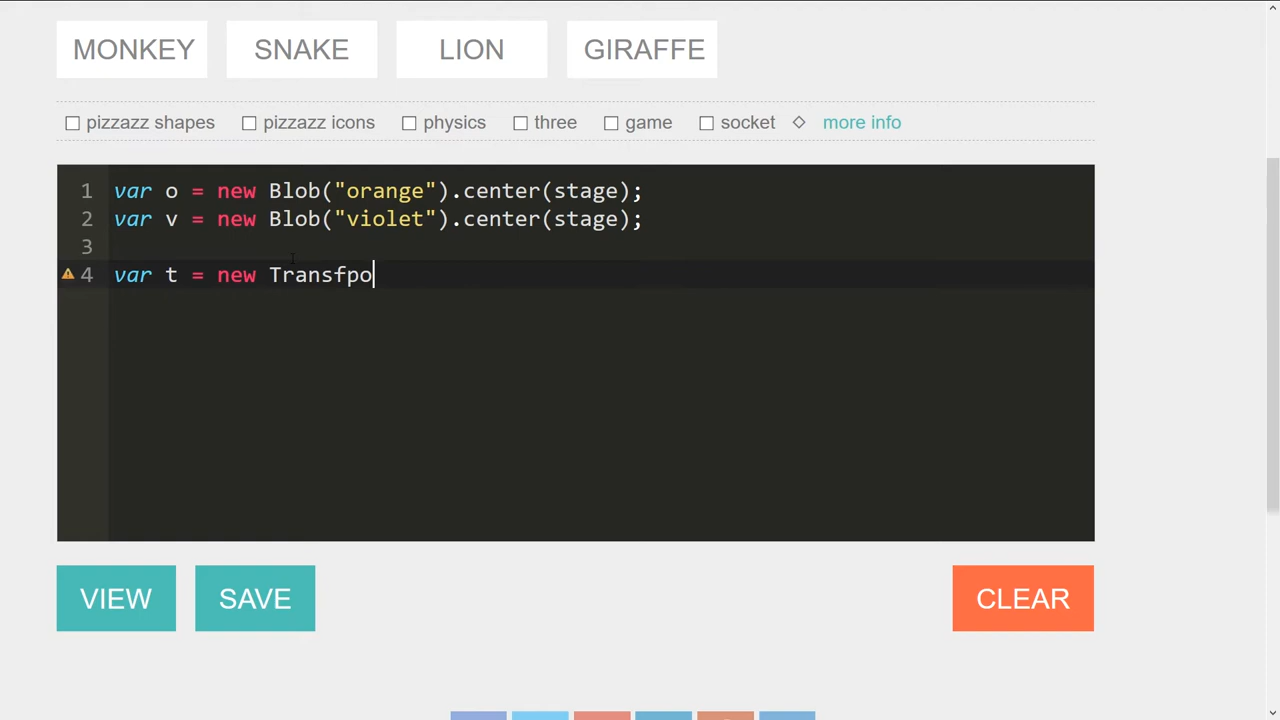 MONKEY SNAKE LION GIRAFFE
pizzazz shapes pizzazz icons physics three game socket more info
1 var o = new Blob("orange").center(stage);
2 var v = new Blob("violet").center(stage);
3
4 var t = new Transfpo
VIEW SAVE CLEAR